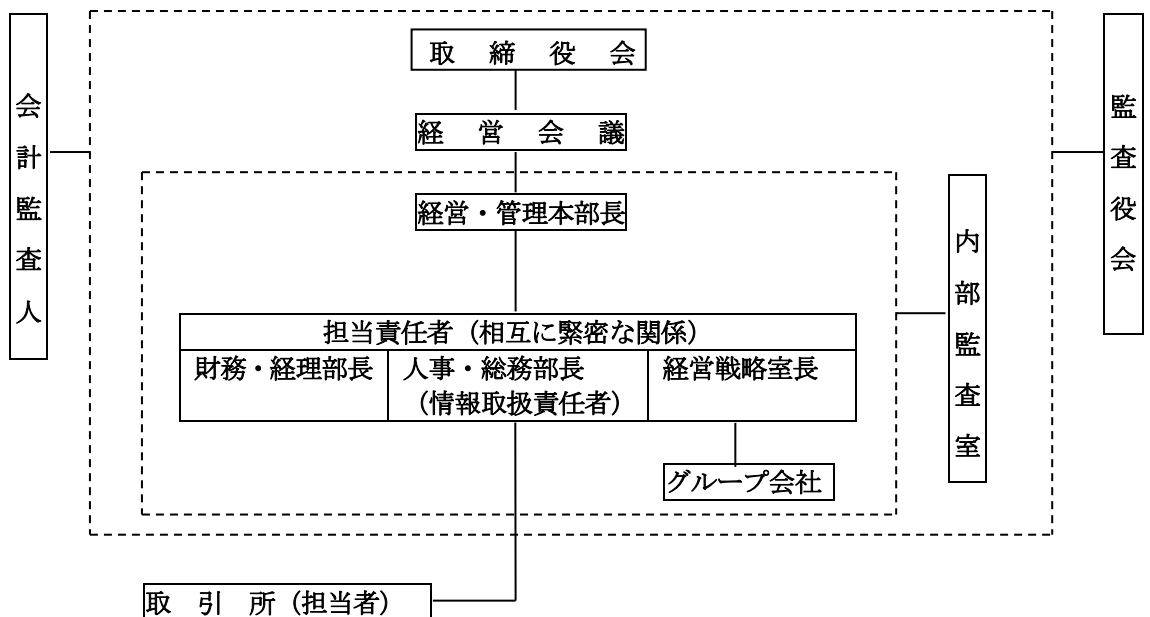 会計監査人
取締役会
経営会議
経営・管理本部長
担当責任者（相互に緊密な関係）
財務・経理部長
人事・総務部長
（情報取扱責任者）
経営戦略室長
グループ会社
取引所（担当者）
内部監査室
監査役会